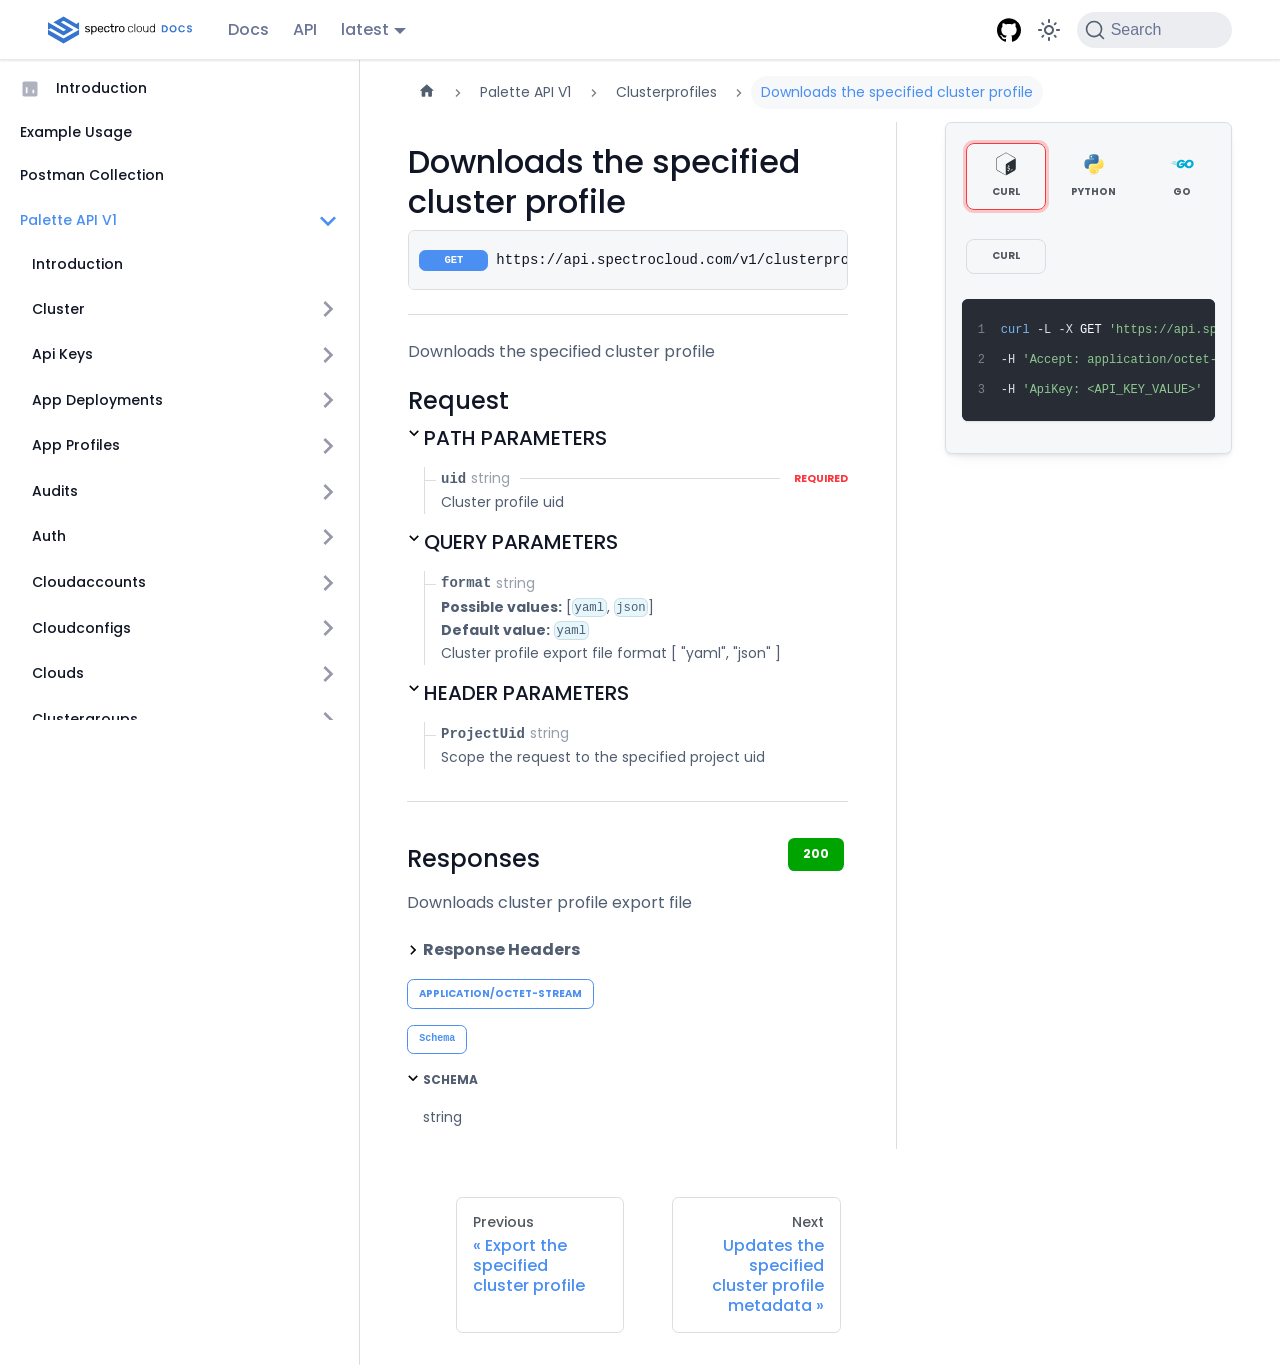 spectro cloud DOCS
Docs
API
latest
Search
Introduction
Example Usage
Postman Collection
Palette API V1
Introduction
Cluster
Api Keys
App Deployments
App Profiles
Audits
Auth
Cloudaccounts
Cloudconfigs
Clouds
Clustergroups
Palette API V1
Clusterprofiles
Downloads the specified cluster profile
Downloads the specified
cluster profile
GET https://api.spectrocloud.com/v1/clusterpro
Downloads the specified cluster profile
Request
PATH PARAMETERS
uid string REQUIRED
Cluster profile uid
QUERY PARAMETERS
format string
Possible values: [yaml, json]
Default value: yaml
Cluster profile export file format [ "yaml", "json" ]
HEADER PARAMETERS
ProjectUid string
Scope the request to the specified project uid
Responses
200
Downloads cluster profile export file
Response Headers
APPLICATION/OCTET-STREAM
Schema
SCHEMA
string
CURL
PYTHON
GO
CURL
1 curl -L -X GET 'https://api.sp
2 -H 'Accept: application/octet-
3 -H 'ApiKey: <API_KEY_VALUE>'
Previous
« Export the
specified
cluster profile
Next
Updates the
specified
cluster profile
metadata »